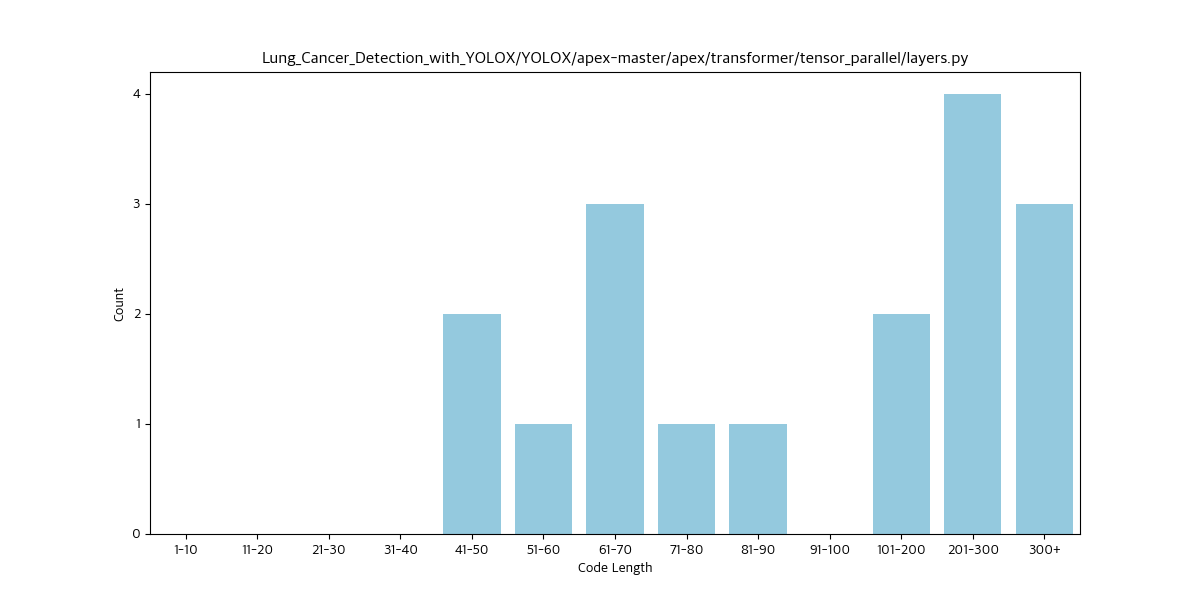 Lung_Cancer_Detection_with_YOLOX/YOLOX/apex-master/apex/transformer/tensor_parallel/layers.py
4
3
2
1
0
Count
1-10 11-20 21-30 31-40 41-50 51-60 61-70 71-80 81-90 91-100 101-200 201-300 300+
Code Length